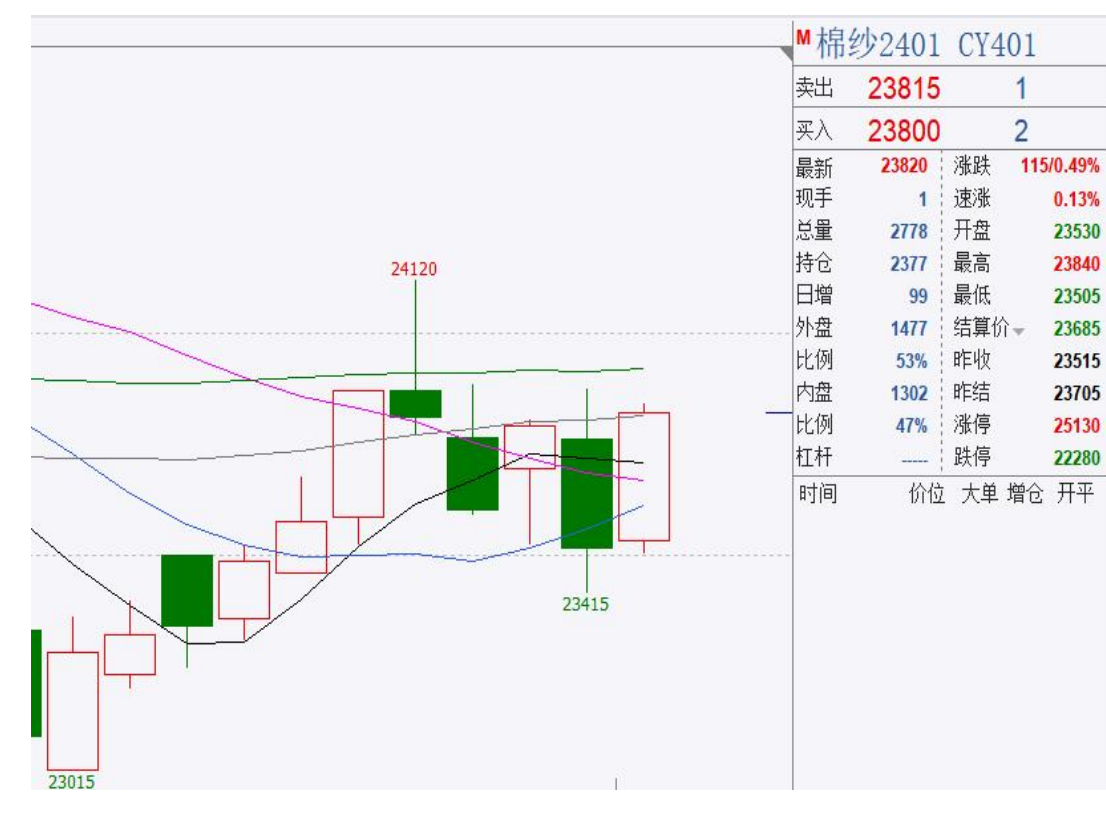 24120
23415
23015
M 棉纱2401 CY401
卖出 23815 1
买入 23800 2
最新 23820 涨跌 115/0.49%
现手 1 速涨 0.13%
总量 2778 开盘 23530
持仓 2377 最高 23840
日增 99 最低 23505
外盘 1477 结算价 23685
比例 53% 昨收 23515
内盘 1302 昨结 23705
比例 47% 涨停 25130
杠杆 ----- 跌停 22280
时间 价位 大单 增仓 开平